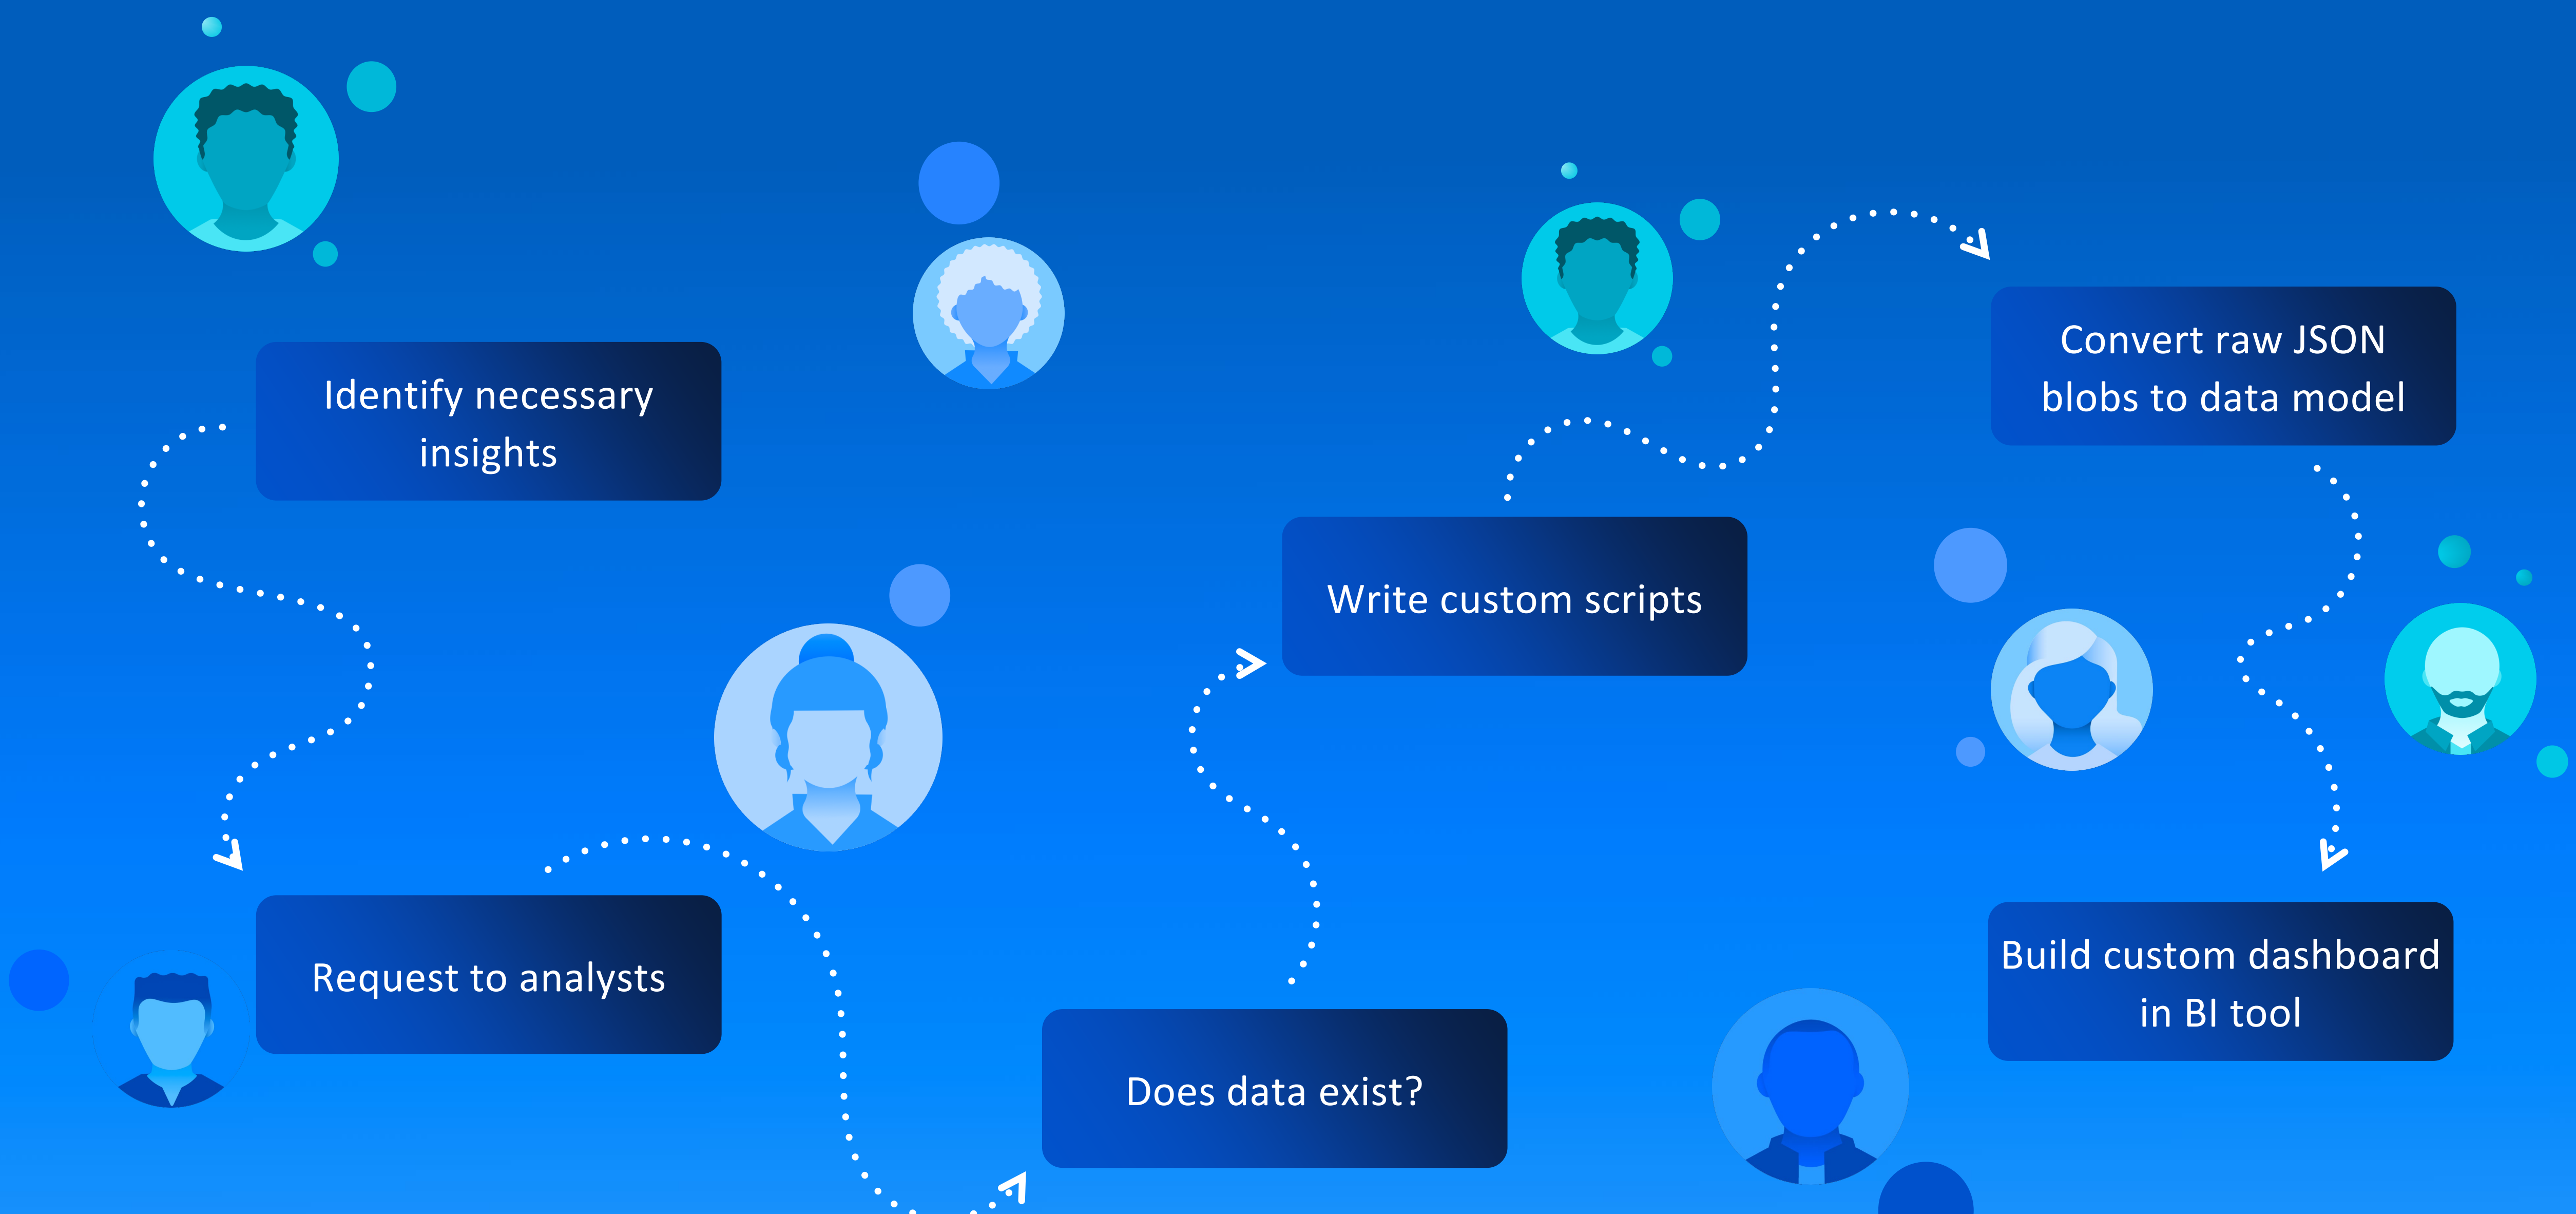 Identify necessary
insights
Request to analysts
Does data exist?
Write custom scripts
Convert raw JSON
blobs to data model
Build custom dashboard
in BI tool